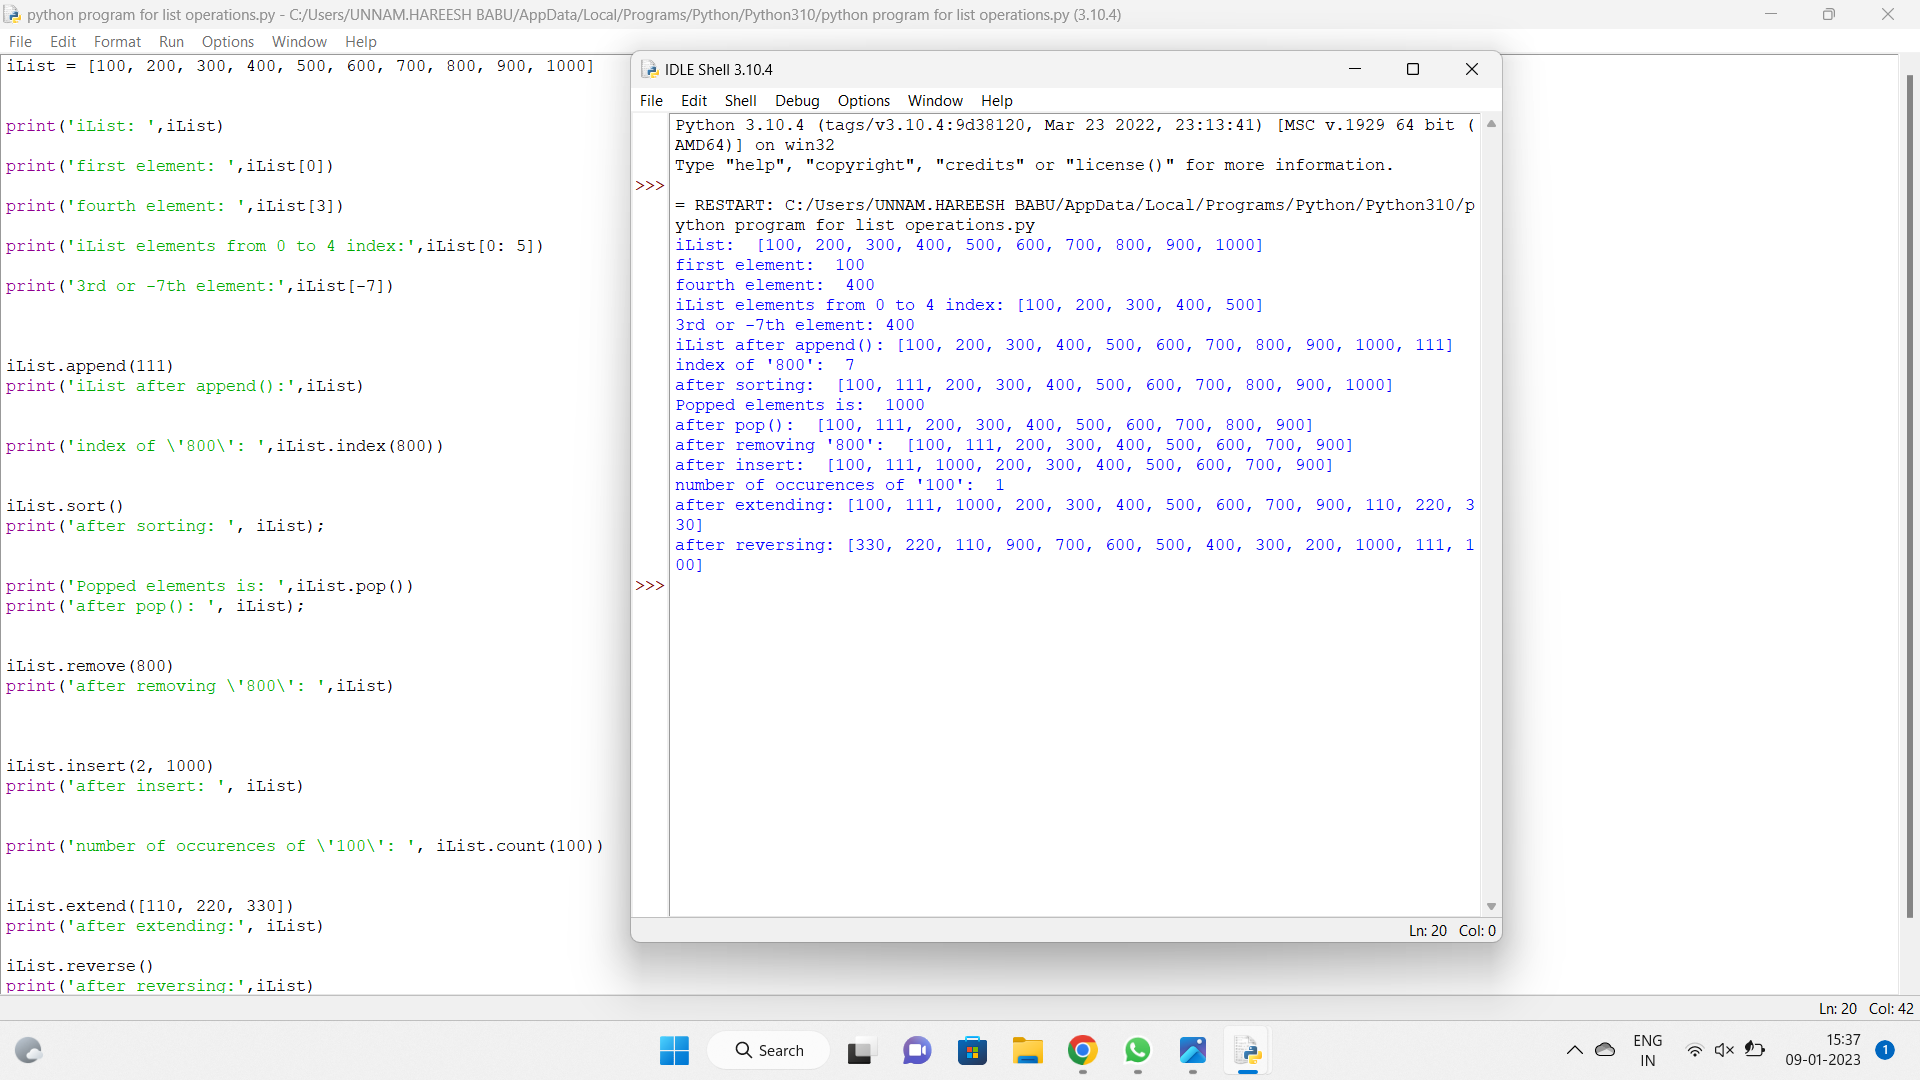 python program for list operations.py - C:/Users/UNNAM.HAREESH BABU/AppData/Local/Programs/Python/Python310/python program for list operations.py (3.10.4)
File Edit Format Run Options Window Help
iList = [100, 200, 300, 400, 500, 600, 700, 800, 900, 1000]
print('iList: ',iList)
print('first element: ',iList[0])
print('fourth element: ',iList[3])
print('iList elements from 0 to 4 index:',iList[0: 5])
print('3rd or -7th element:',iList[-7])
iList.append(111)
print('iList after append():',iList)
print('index of \'800\': ',iList.index(800))
iList.sort()
print('after sorting: ', iList);
print('Popped elements is: ',iList.pop())
print('after pop(): ', iList);
iList.remove(800)
print('after removing \'800\': ',iList)
iList.insert(2, 1000)
print('after insert: ', iList)
print('number of occurences of \'100\': ', iList.count(100))
iList.extend([110, 220, 330])
print('after extending:', iList)
iList.reverse()
print('after reversing:',iList)
Ln: 20 Col: 42
IDLE Shell 3.10.4
File Edit Shell Debug Options Window Help
Python 3.10.4 (tags/v3.10.4:9d38120, Mar 23 2022, 23:13:41) [MSC v.1929 64 bit (
AMD64)] on win32
Type "help", "copyright", "credits" or "license()" for more information.
>>>
= RESTART: C:/Users/UNNAM.HAREESH BABU/AppData/Local/Programs/Python/Python310/p
ython program for list operations.py
iList:  [100, 200, 300, 400, 500, 600, 700, 800, 900, 1000]
first element:  100
fourth element:  400
iList elements from 0 to 4 index: [100, 200, 300, 400, 500]
3rd or -7th element: 400
iList after append(): [100, 200, 300, 400, 500, 600, 700, 800, 900, 1000, 111]
index of '800':  7
after sorting:  [100, 111, 200, 300, 400, 500, 600, 700, 800, 900, 1000]
Popped elements is:  1000
after pop():  [100, 111, 200, 300, 400, 500, 600, 700, 800, 900]
after removing '800':  [100, 111, 200, 300, 400, 500, 600, 700, 900]
after insert:  [100, 111, 1000, 200, 300, 400, 500, 600, 700, 900]
number of occurences of '100':  1
after extending: [100, 111, 1000, 200, 300, 400, 500, 600, 700, 900, 110, 220, 3
30]
after reversing: [330, 220, 110, 900, 700, 600, 500, 400, 300, 200, 1000, 111, 1
00]
>>>
Ln: 20 Col: 0
Search
ENG
IN
15:37
09-01-2023
1